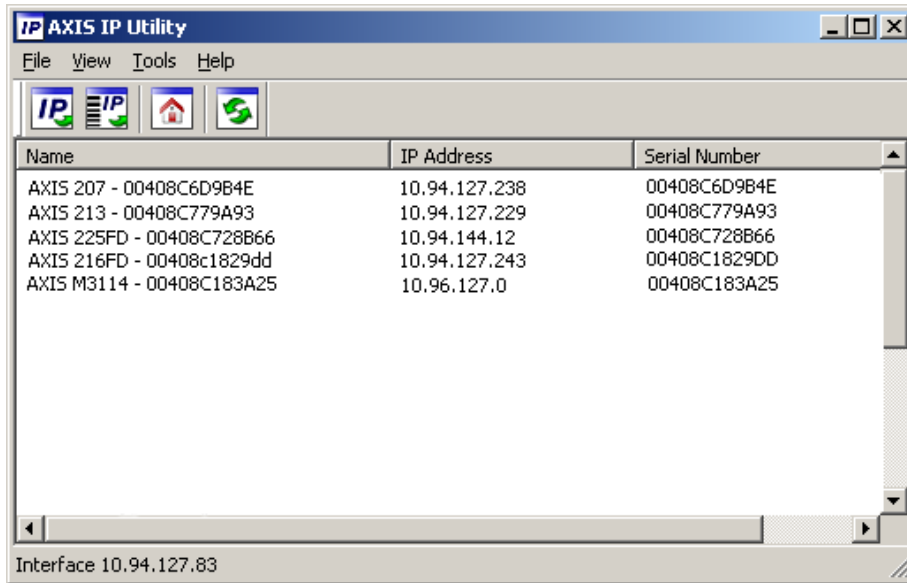 IP AXIS IP Utility
File View Tools Help
IP IP
Name IP Address Serial Number
AXIS 207 - 00408C6D9B4E 10.94.127.238 00408C6D9B4E
AXIS 213 - 00408C779A93 10.94.127.229 00408C779A93
AXIS 225FD - 00408C728B66 10.94.144.12 00408C728B66
AXIS 216FD - 00408c1829dd 10.94.127.243 00408C1829DD
AXIS M3114 - 00408C183A25 10.96.127.0 00408C183A25
Interface 10.94.127.83